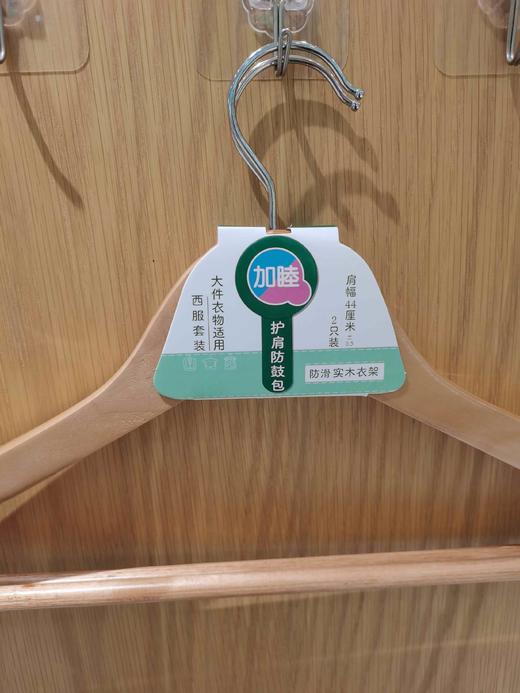 加睦
护肩防鼓包
大件衣物适用
西服套装
肩幅44厘米
2只装
防滑 实木衣架